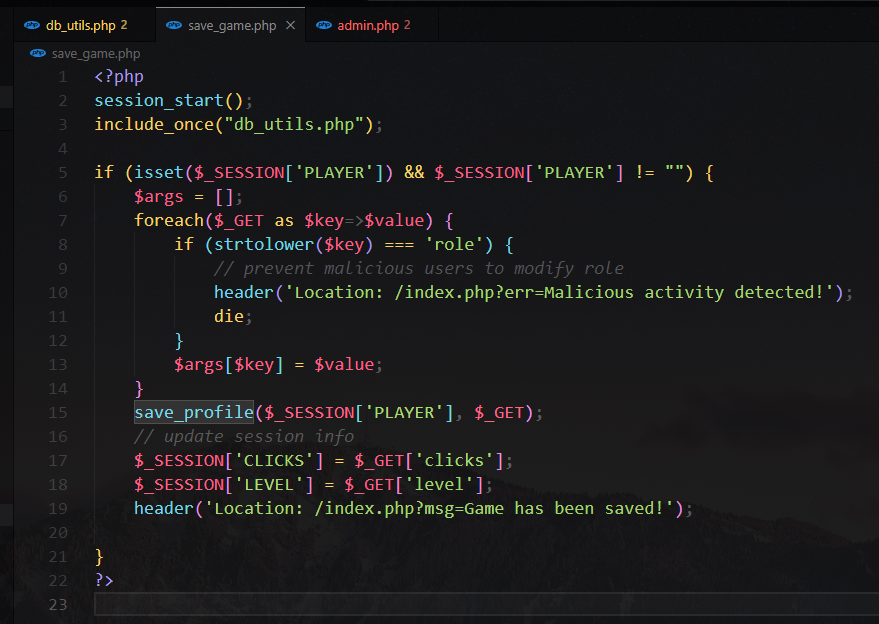 db_utils.php 2
save_game.php ×
admin.php 2
save_game.php
1 <?php
2 session_start();
3 include_once("db_utils.php");
4
5 if (isset($_SESSION['PLAYER']) && $_SESSION['PLAYER'] != "") {
6 $args = [];
7 foreach($_GET as $key=>$value) {
8 if (strtolower($key) === 'role') {
9 // prevent malicious users to modify role
10 header('Location: /index.php?err=Malicious activity detected!');
11 die;
12 }
13 $args[$key] = $value;
14 }
15 save_profile($_SESSION['PLAYER'], $_GET);
16 // update session info
17 $_SESSION['CLICKS'] = $_GET['clicks'];
18 $_SESSION['LEVEL'] = $_GET['level'];
19 header('Location: /index.php?msg=Game has been saved!');
20
21 }
22 ?>
23